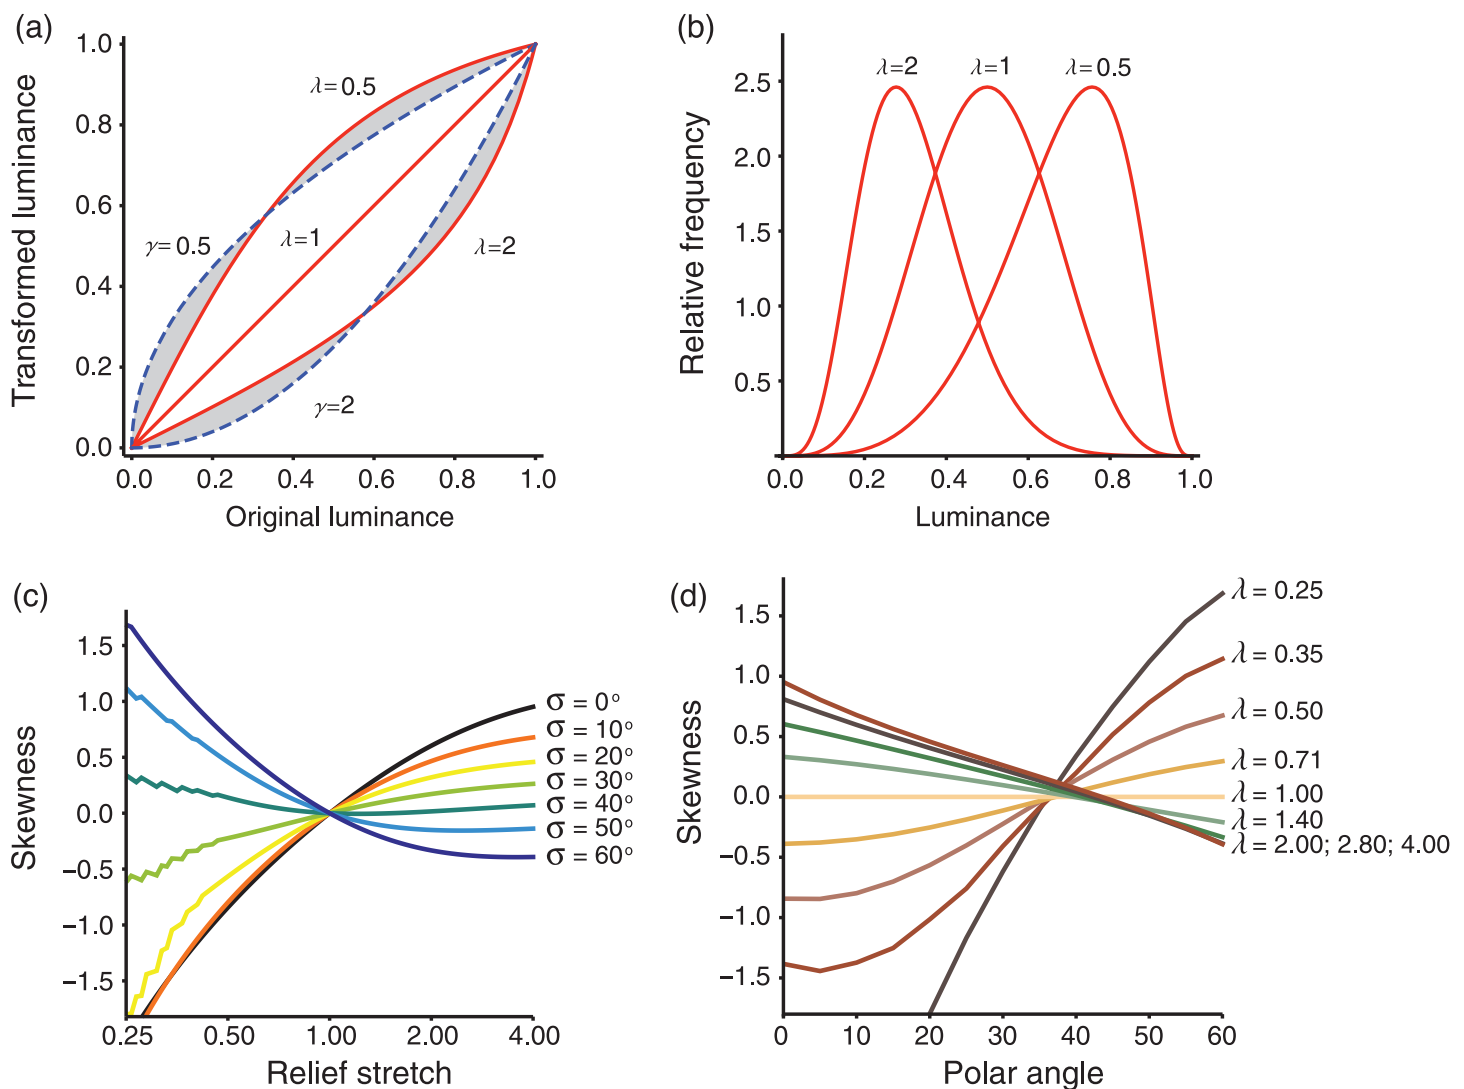 (a)
Transformed luminance
1.0
0.8
0.6
0.4
0.2
0.0
λ= 0.5
γ= 0.5
λ=1
λ=2
γ=2
0.0 0.2 0.4 0.6 0.8 1.0
Original luminance
(b)
Relative frequency
2.5
2.0
1.5
1.0
0.5
λ=2 λ=1 λ=0.5
0.0 0.2 0.4 0.6 0.8 1.0
Luminance
(c)
Skewness
1.5
1.0
0.5
0.0
−0.5
−1.0
−1.5
σ = 0°
σ = 10°
σ = 20°
σ = 30°
σ = 40°
σ = 50°
σ = 60°
0.25 0.50 1.00 2.00 4.00
Relief stretch
(d)
Skewness
1.5
1.0
0.5
0.0
−0.5
−1.0
−1.5
λ = 0.25
λ = 0.35
λ = 0.50
λ = 0.71
λ = 1.00
λ = 1.40
λ = 2.00; 2.80; 4.00
0 10 20 30 40 50 60
Polar angle